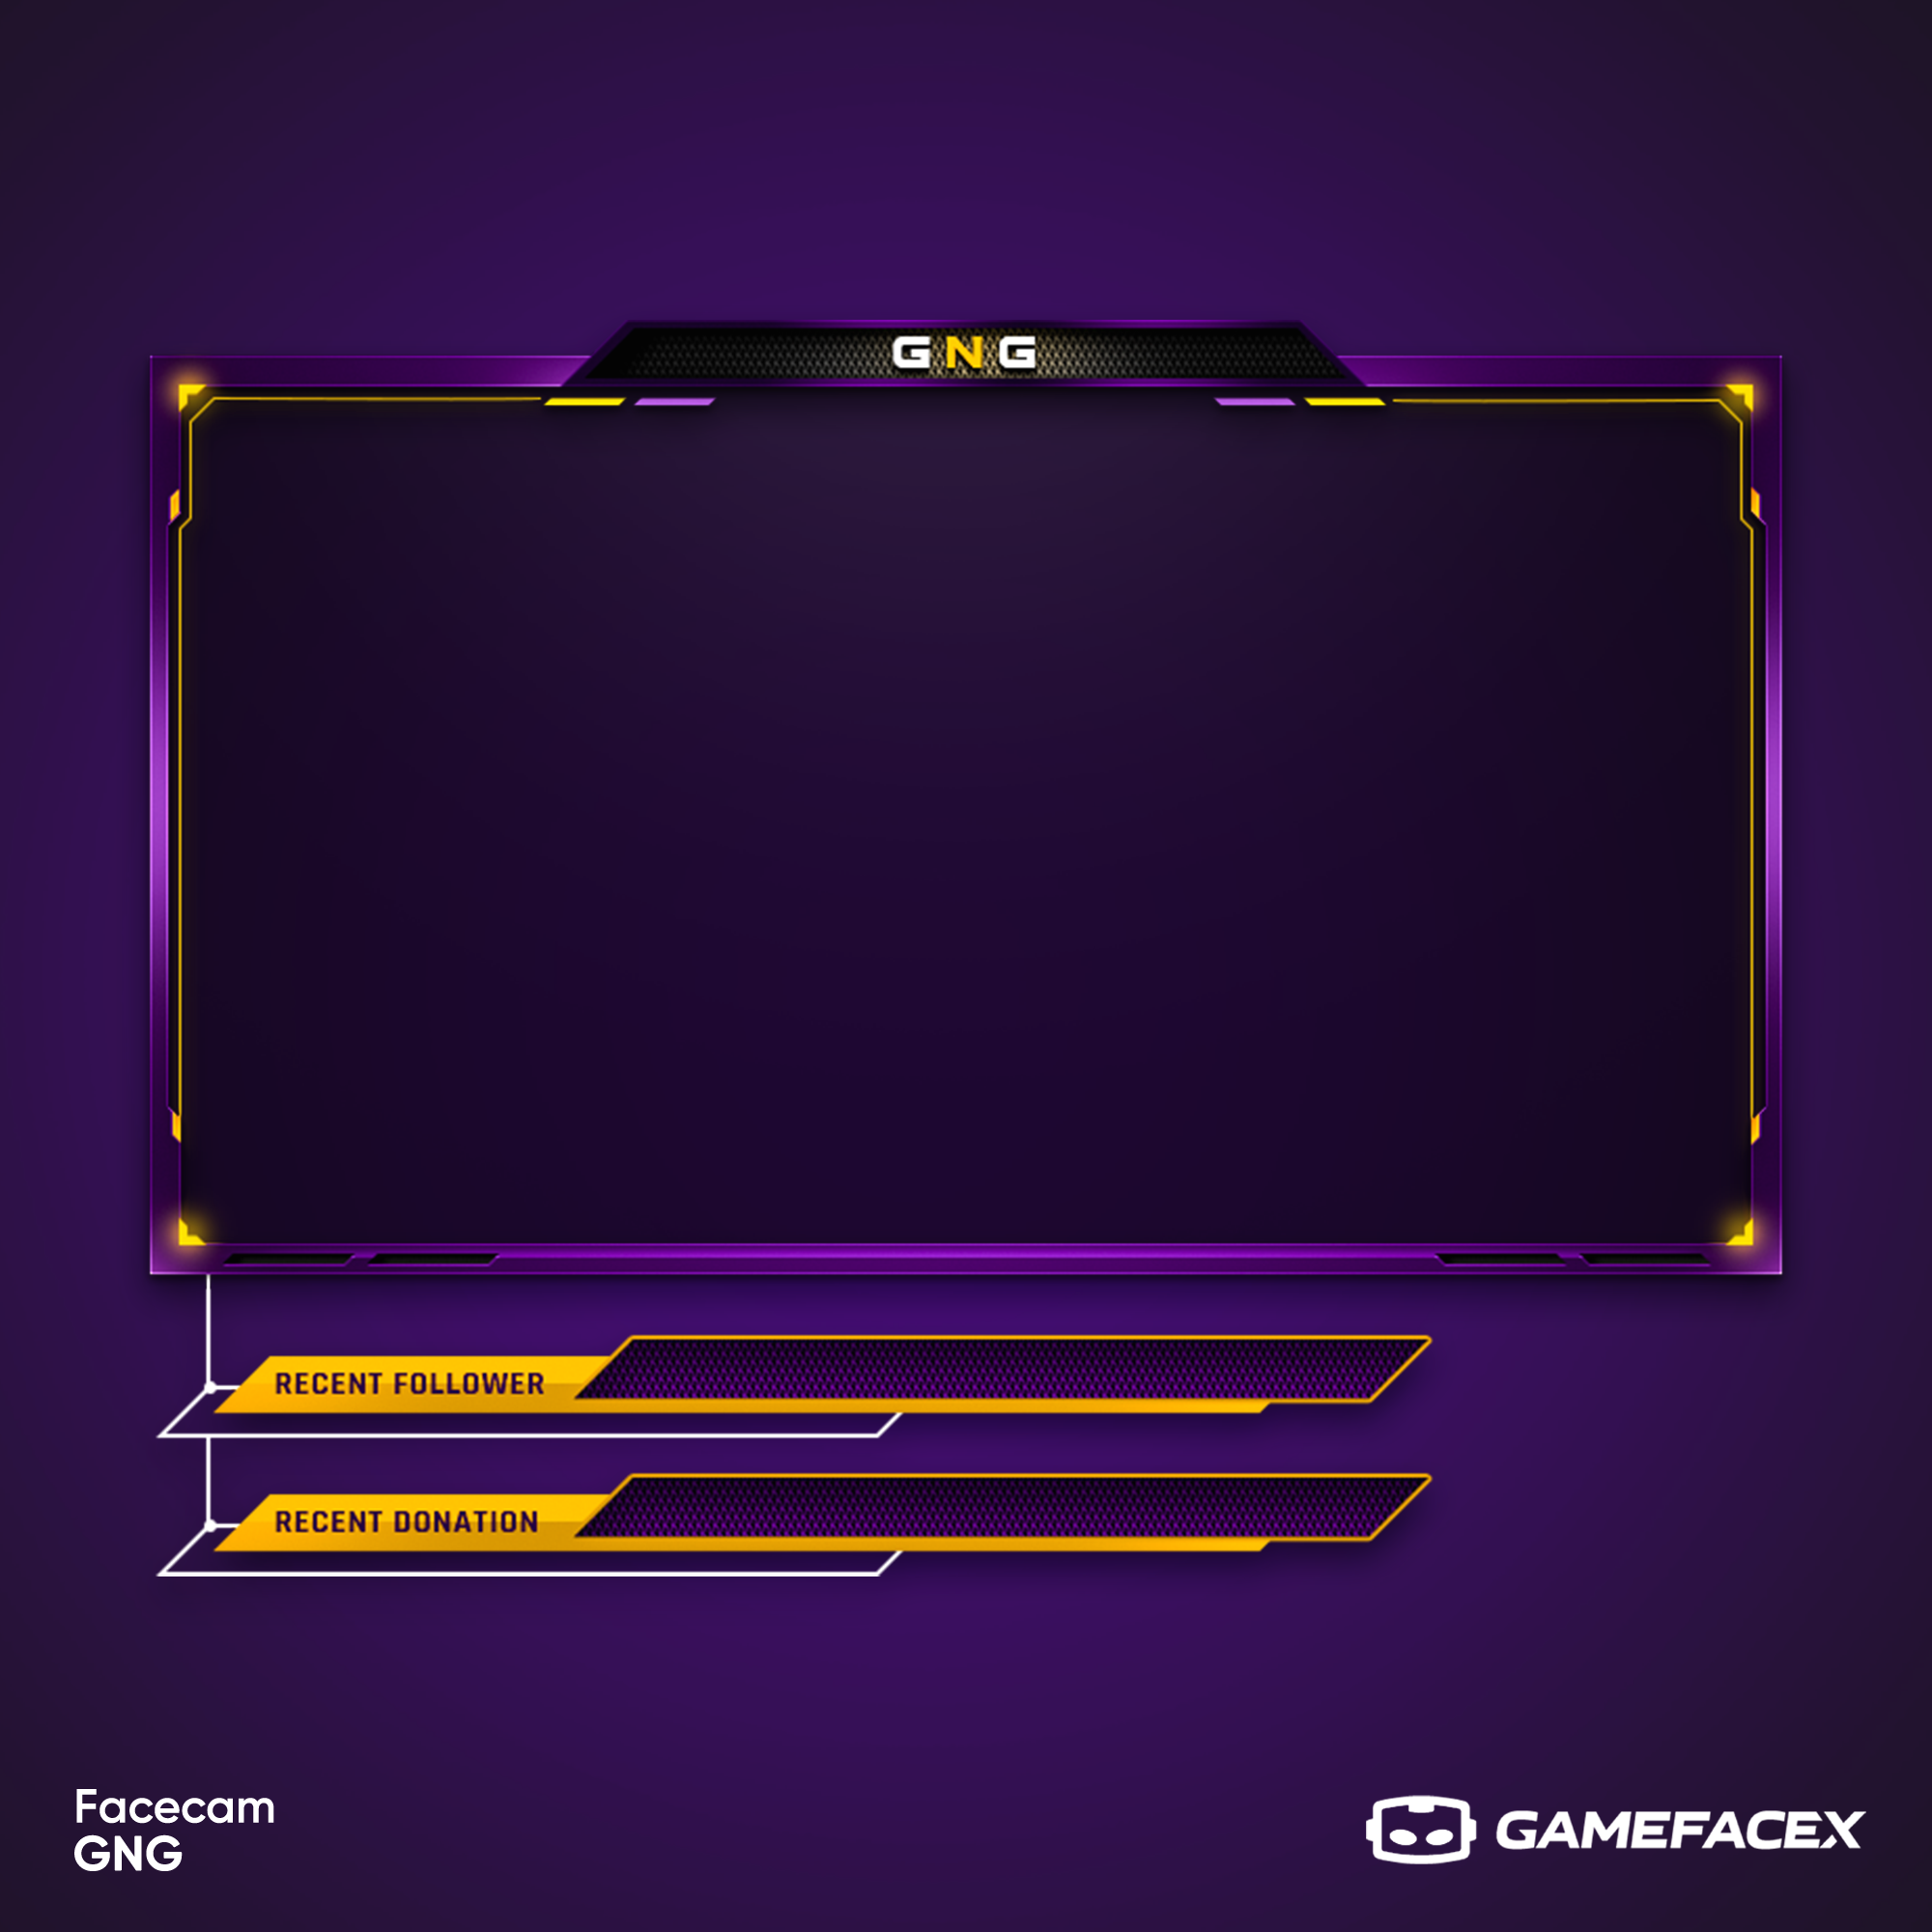 GNG
RECENT FOLLOWER
RECENT DONATION
Facecam
GNG
GAMEFACEX